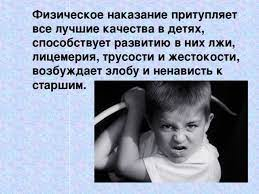 Физическое наказание притупляет
все лучшие качества в детях,
способствует развитию в них лжи,
лицемерия, трусости и жестокости,
возбуждает злобу и ненависть к
старшим.